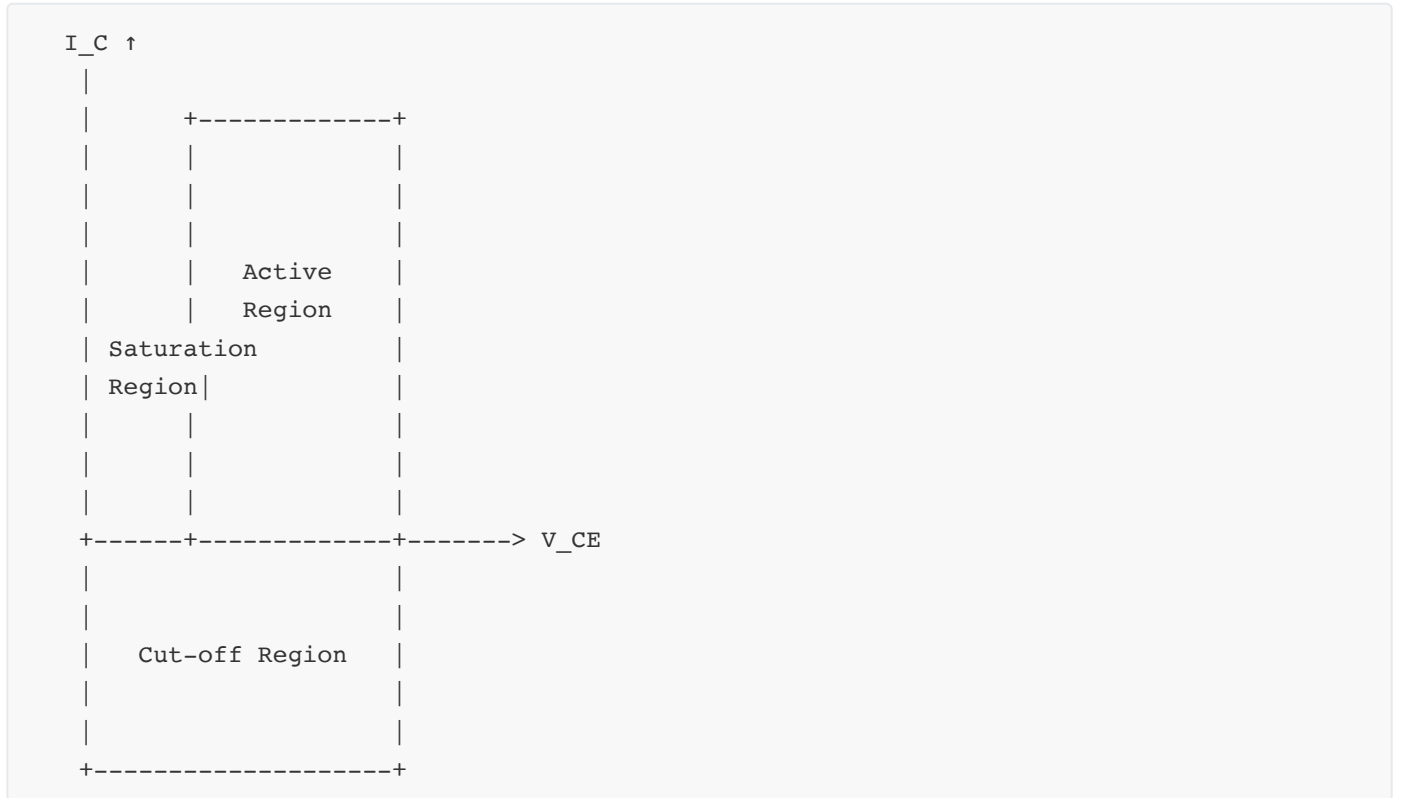 I_C ↑
|
|      +-------------+
|      |             |
|      |             |
|      |             |
|      |   Active    |
|      |   Region    |
| Saturation         |
| Region|            |
|      |             |
|      |             |
|      |             |
+------+-------------+-------> V_CE
|                    |
|                    |
|   Cut-off Region   |
|                    |
|                    |
+--------------------+